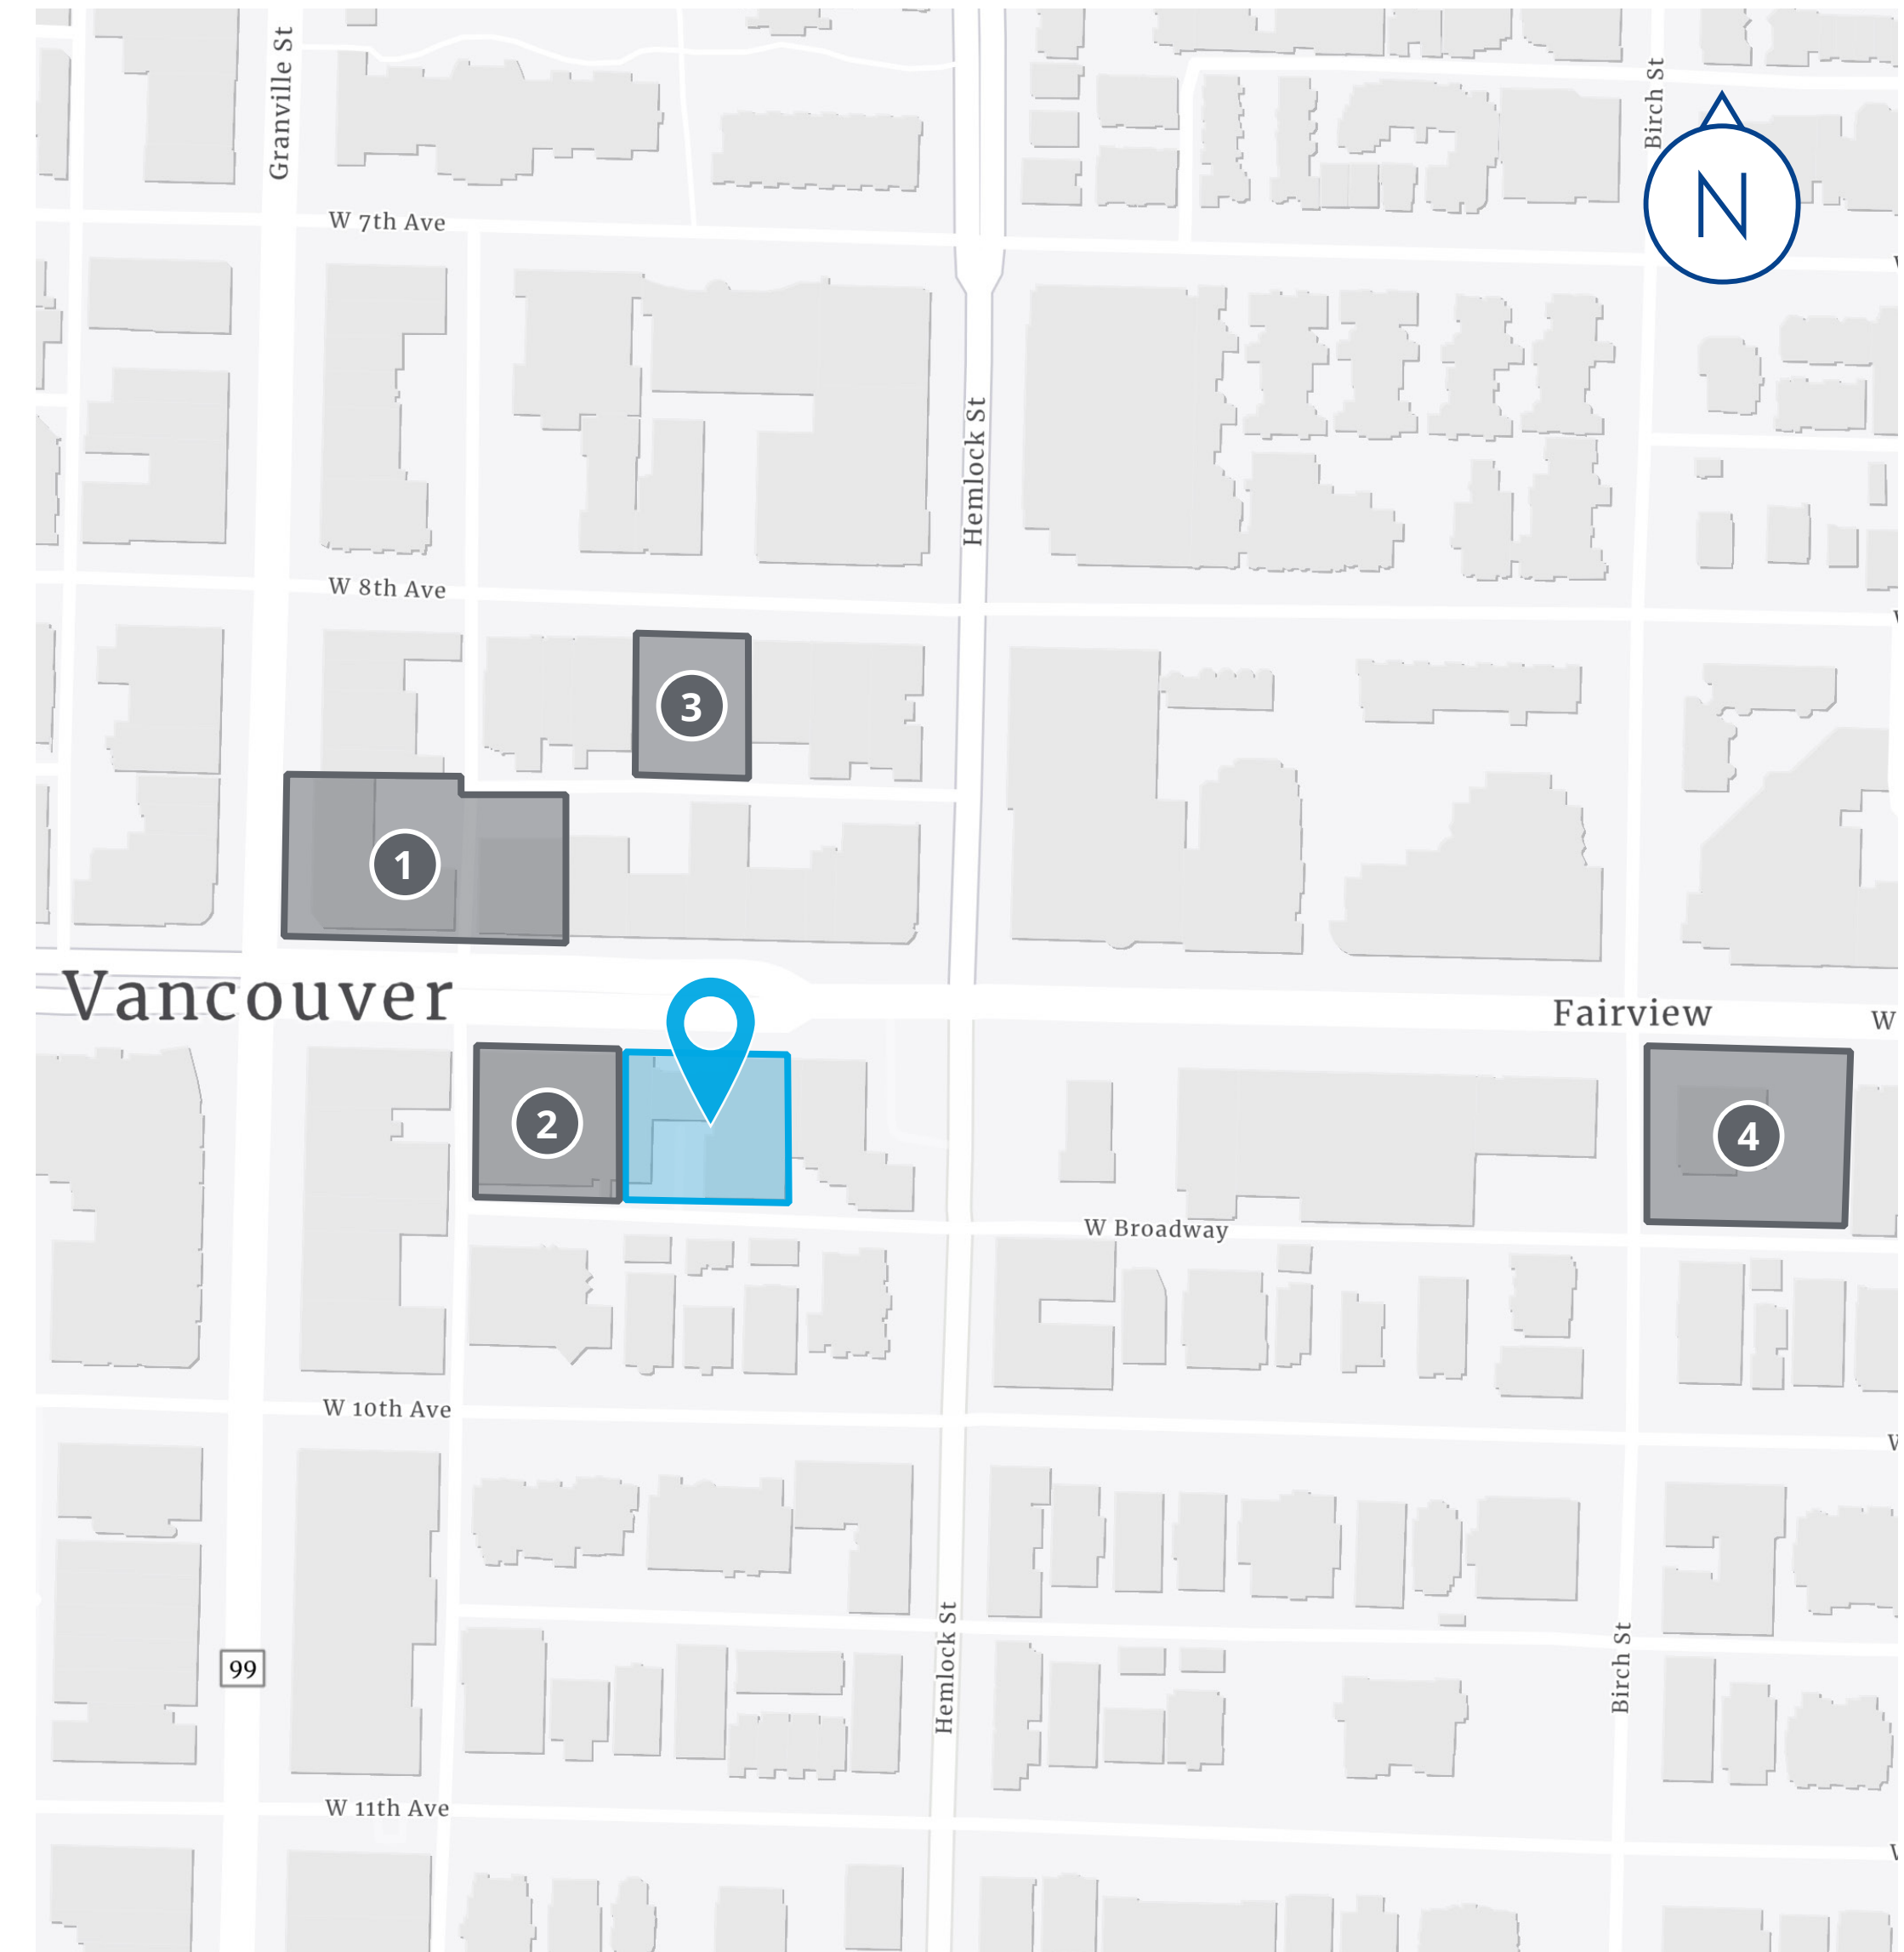 Granville St
Birch St
N
W 7th Ave
Hemlock St
W 8th Ave
3
1
Vancouver
Fairview
W
2
4
W Broadway
W 10th Ave
Hemlock St
Birch St
99
W 11th Ave